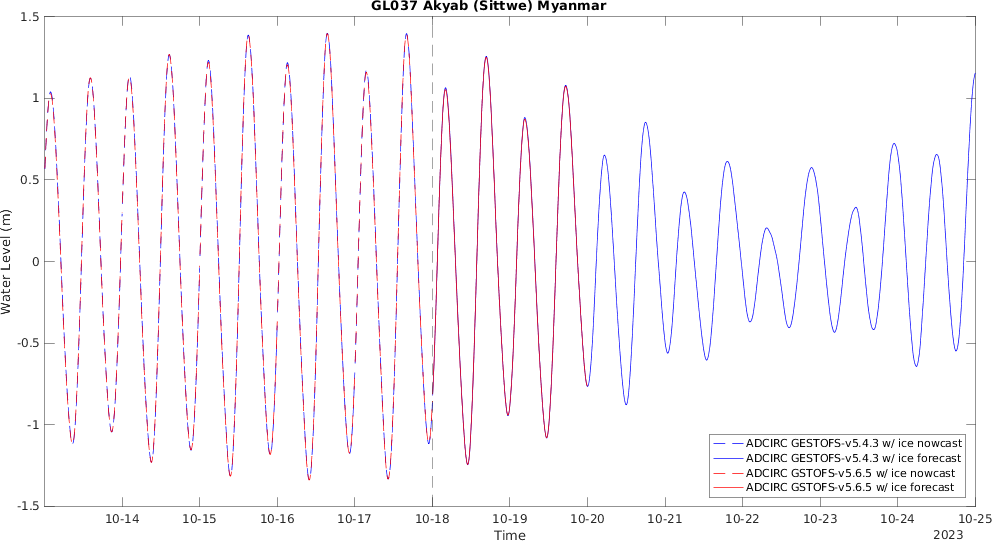 GL037 Akyab (Sittwe) Myanmar
1.5
1
0.5
0
-0.5
-1
-1.5
Water Level (m)
10-14 10-15 10-16 10-17 10-18 10-19 10-20 10-21 10-22 10-23 10-24 10-25
Time
2023
ADCIRC GESTOFS-v5.4.3 w/ ice nowcast
ADCIRC GESTOFS-v5.4.3 w/ ice forecast
ADCIRC GSTOFS-v5.6.5 w/ ice nowcast
ADCIRC GSTOFS-v5.6.5 w/ ice forecast